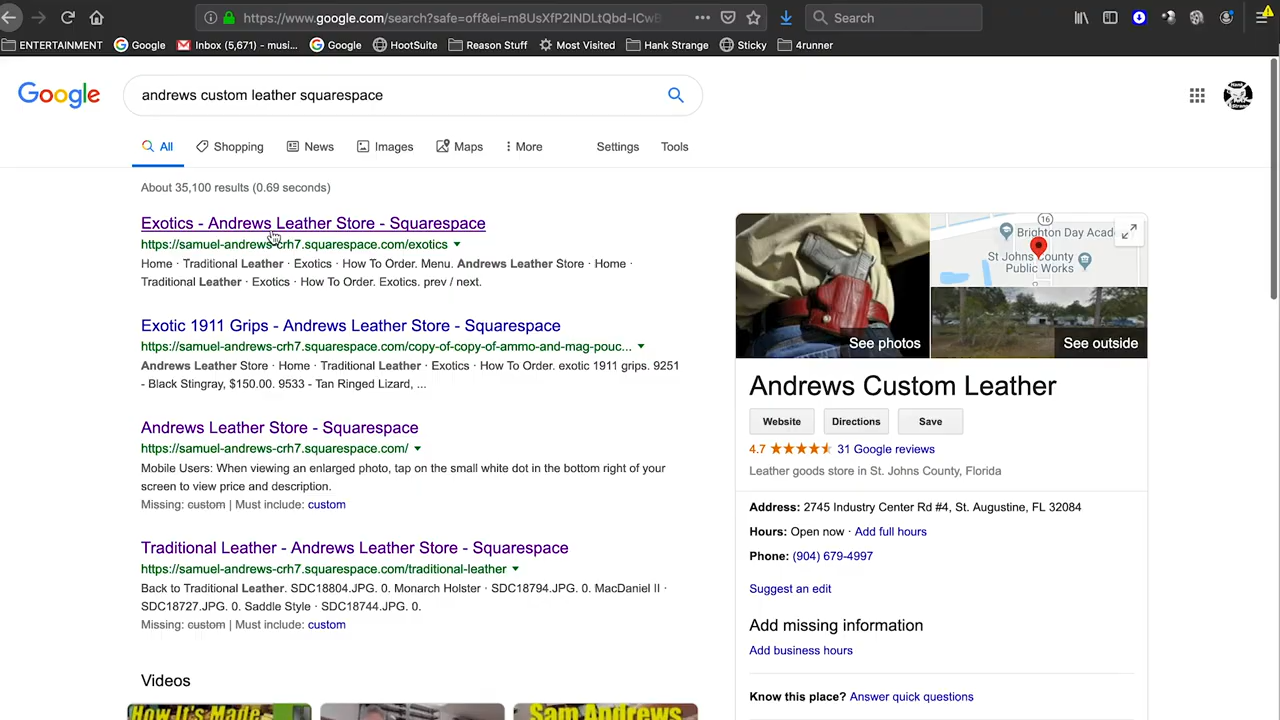 https://www.google.com/search?safe=off&ei=m8UsXfP2INDLtQbd-ICwB
Search
ENTERTAINMENT
Google
Inbox (5,671) - musi...
Google
HootSuite
Reason Stuff
Most Visited
Hank Strange
Sticky
4runner
Google
andrews custom leather squarespace
All
Shopping
News
Images
Maps
More
Settings
Tools
About 35,100 results (0.69 seconds)
Exotics - Andrews Leather Store - Squarespace
https://samuel-andrews-crh7.squarespace.com/exotics
Home · Traditional Leather · Exotics · How To Order. Menu. Andrews Leather Store · Home ·
Traditional Leather · Exotics · How To Order. Exotics. prev / next.
Exotic 1911 Grips - Andrews Leather Store - Squarespace
https://samuel-andrews-crh7.squarespace.com/copy-of-copy-of-ammo-and-mag-pouc...
Andrews Leather Store · Home · Traditional Leather · Exotics · How To Order. exotic 1911 grips. 9251
- Black Stingray, $150.00. 9533 - Tan Ringed Lizard, ...
Andrews Leather Store - Squarespace
https://samuel-andrews-crh7.squarespace.com/
Mobile Users: When viewing an enlarged photo, tap on the small white dot in the bottom right of your
screen to view price and description.
Missing: custom | Must include: custom
Traditional Leather - Andrews Leather Store - Squarespace
https://samuel-andrews-crh7.squarespace.com/traditional-leather
Back to Traditional Leather. SDC18804.JPG. 0. Monarch Holster · SDC18794.JPG. 0. MacDaniel II ·
SDC18727.JPG. 0. Saddle Style · SDC18744.JPG. 0.
Missing: custom | Must include: custom
Videos
How It's Made
Sam Andrews
16
Brighton Day Acad
St Johns County
Public Works
See photos
See outside
Andrews Custom Leather
Website
Directions
Save
4.7
31 Google reviews
Leather goods store in St. Johns County, Florida
Address: 2745 Industry Center Rd #4, St. Augustine, FL 32084
Hours: Open now · Add full hours
Phone: (904) 679-4997
Suggest an edit
Add missing information
Add business hours
Know this place? Answer quick questions